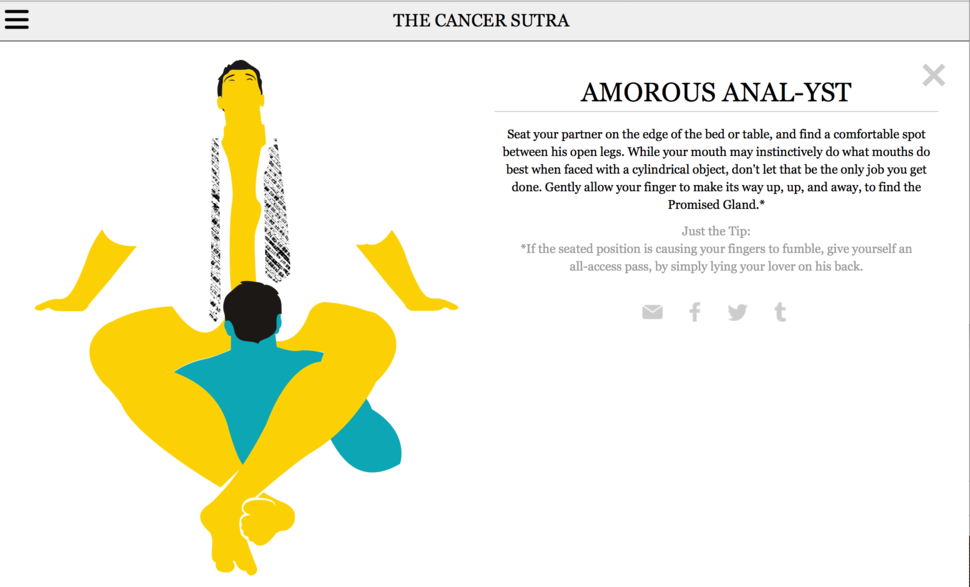 THE CANCER SUTRA
AMOROUS ANAL-YST
Seat your partner on the edge of the bed or table, and find a comfortable spot
between his open legs. While your mouth may instinctively do what mouths do
best when faced with a cylindrical object, don't let that be the only job you get
done. Gently allow your finger to make its way up, up, and away, to find the
Promised Gland.*
Just the Tip:
*If the seated position is causing your fingers to fumble, give yourself an
all-access pass, by simply lying your lover on his back.